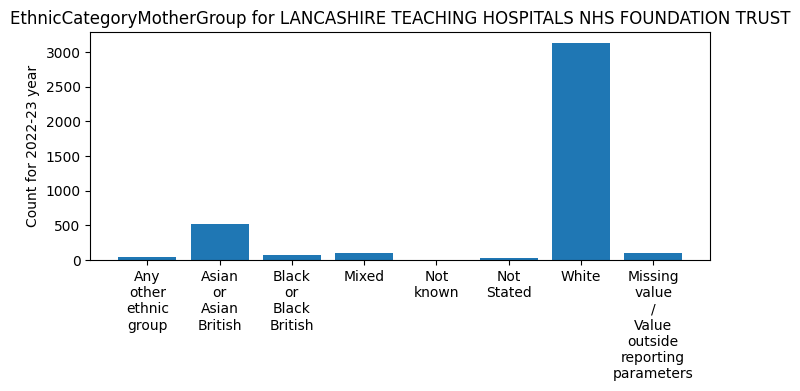 EthnicCategoryMotherGroup for LANCASHIRE TEACHING HOSPITALS NHS FOUNDATION TRUST
Count for 2022-23 year
3000
2500
2000
1500
1000
500
0
Any
other
ethnic
group
Asian
or
Asian
British
Black
or
Black
British
Mixed
Not
known
Not
Stated
White
Missing
value
/
Value
outside
reporting
parameters